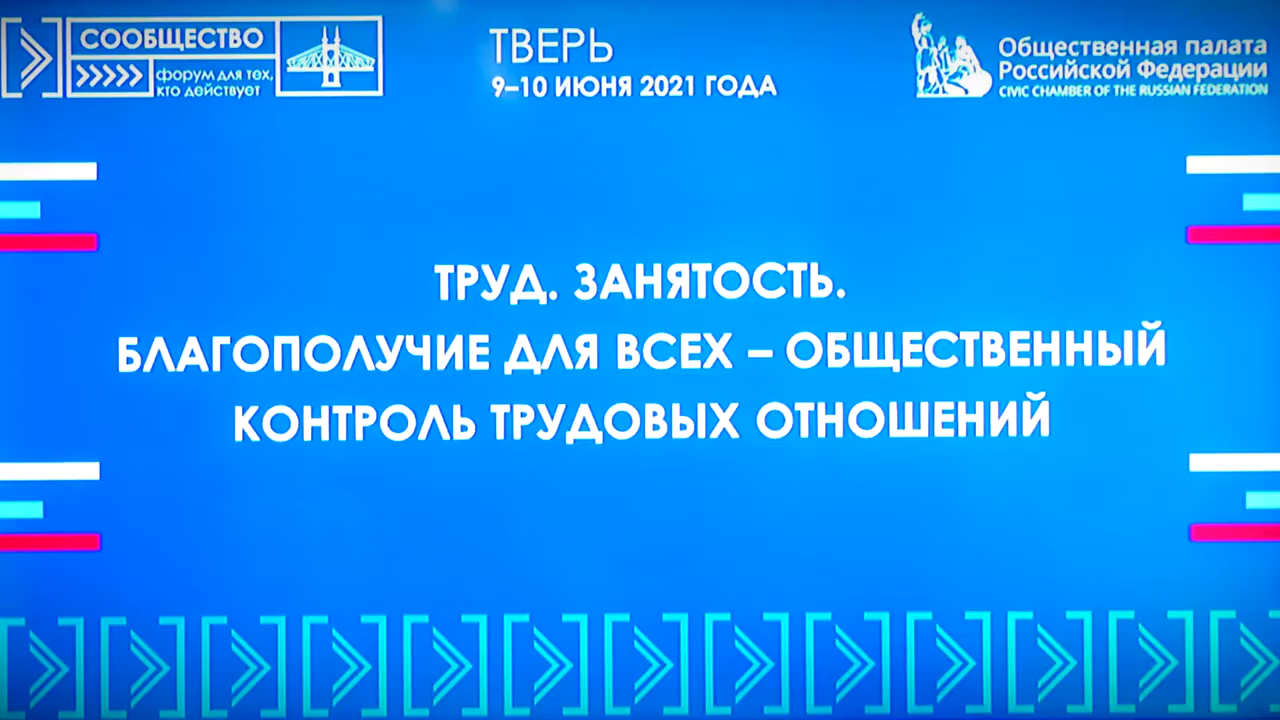 СООБЩЕСТВО
форум для тех,
кто действует
ТВЕРЬ
9–10 ИЮНЯ 2021 ГОДА
Общественная палата
Российской Федерации
CIVIC CHAMBER OF THE RUSSIAN FEDERATION
ТРУД. ЗАНЯТОСТЬ.
БЛАГОПОЛУЧИЕ ДЛЯ ВСЕХ – ОБЩЕСТВЕННЫЙ
КОНТРОЛЬ ТРУДОВЫХ ОТНОШЕНИЙ